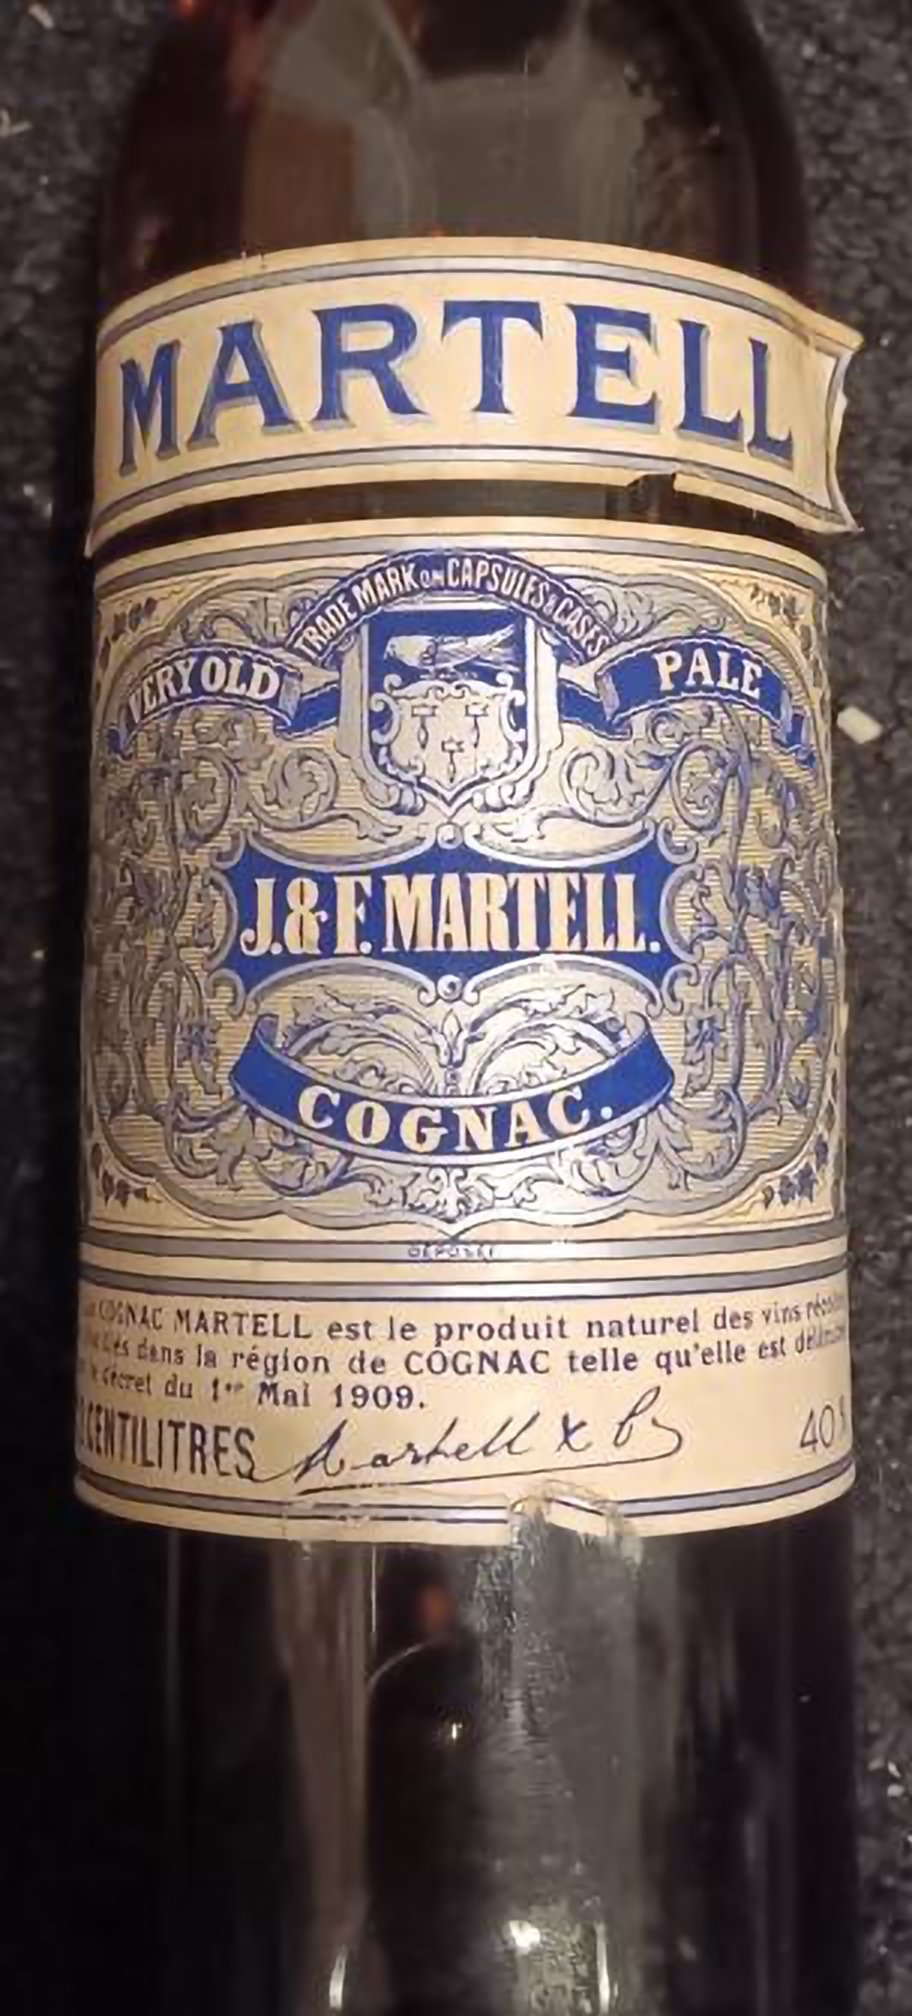 MARTELL
TRADE MARK ON CAPSULES & CASES
VERY OLD PALE
J.&F. MARTELL.
COGNAC.
DÉPOSÉ
COGNAC MARTELL est le produit naturel des vins
dans la région de COGNAC telle qu'elle est
décret du 1er Mai 1909.
CENTILITRES Martell & Co 40%